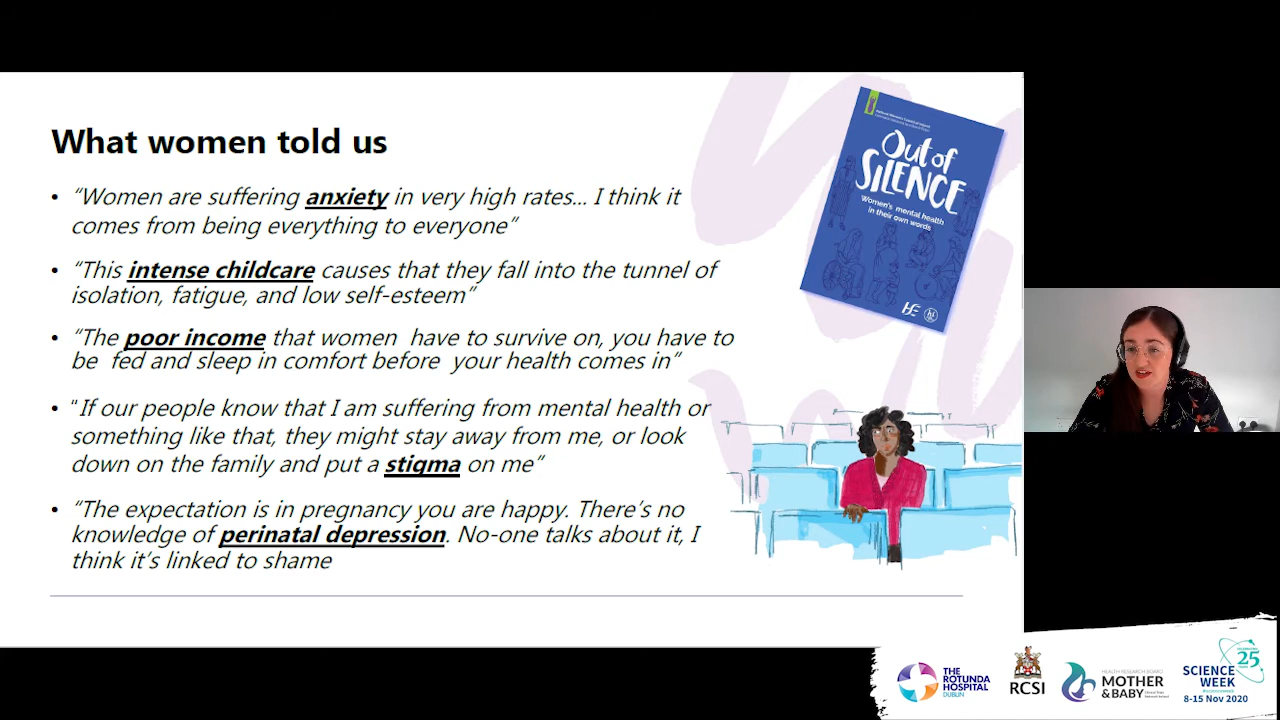 What women told us
• “Women are suffering anxiety in very high rates... I think it
comes from being everything to everyone”
• “This intense childcare causes that they fall into the tunnel of
isolation, fatigue, and low self-esteem”
• “The poor income that women have to survive on, you have to
be fed and sleep in comfort before your health comes in”
• “If our people know that I am suffering from mental health or
something like that, they might stay away from me, or look
down on the family and put a stigma on me”
• “The expectation is in pregnancy you are happy. There’s no
knowledge of perinatal depression. No-one talks about it, I
think it’s linked to shame
Out of
SILENCE
Women's mental health
in their own words
THE
ROTUNDA
HOSPITAL
DUBLIN
RCSI
HEALTH RESEARCH BOARD
MOTHER
& BABY
CELEBRATING
25
SCIENCE
WEEK
8-15 Nov 2020